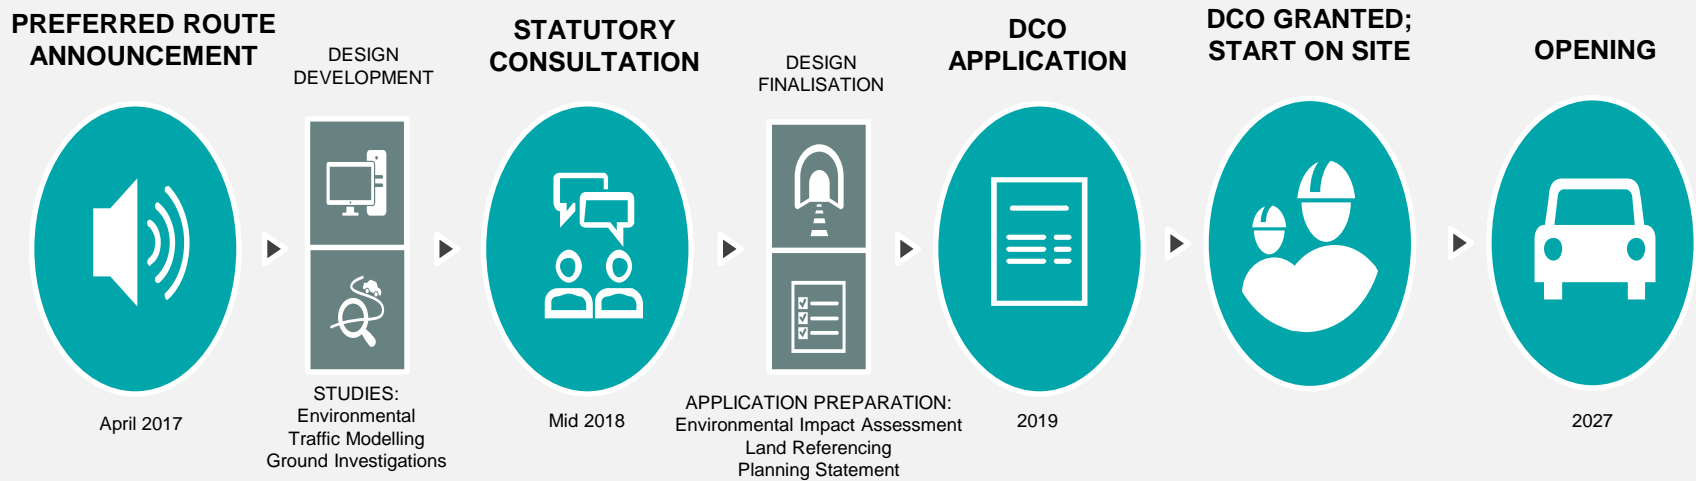 PREFERRED ROUTE
ANNOUNCEMENT
April 2017
DESIGN
DEVELOPMENT
STUDIES:
Environmental
Traffic Modelling
Ground Investigations
STATUTORY
CONSULTATION
Mid 2018
DESIGN
FINALISATION
APPLICATION PREPARATION:
Environmental Impact Assessment
Land Referencing
Planning Statement
DCO
APPLICATION
2019
DCO GRANTED;
START ON SITE
OPENING
2027